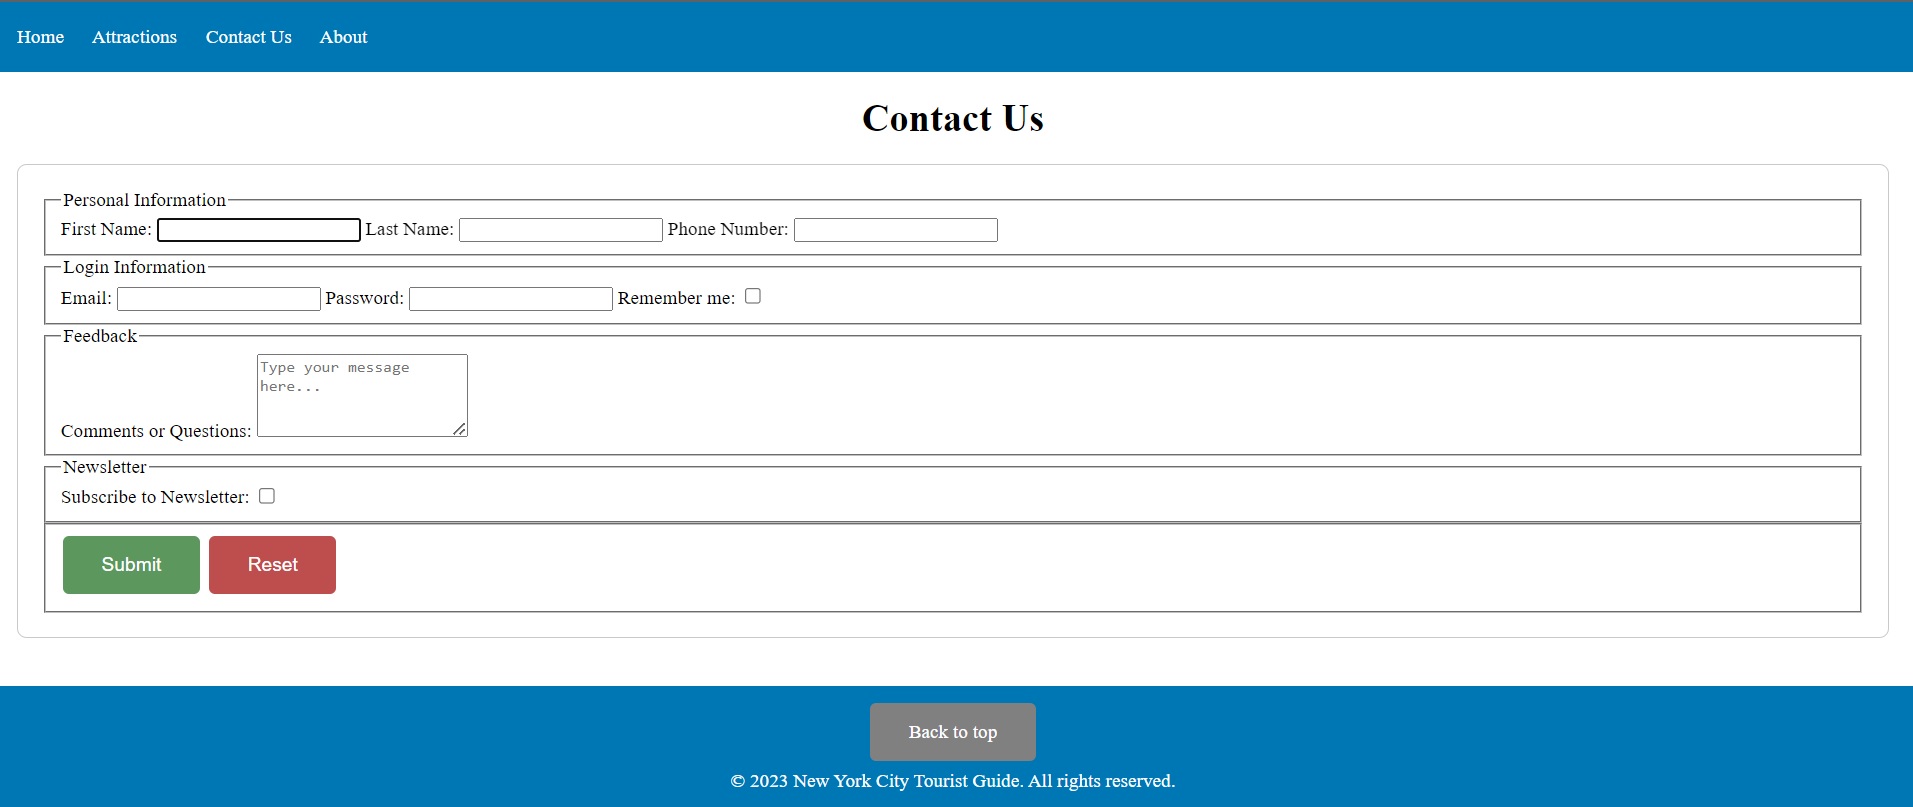 Home Attractions Contact Us About
Contact Us
Personal Information
First Name: Last Name: Phone Number:
Login Information
Email: Password: Remember me:
Feedback
Type your message
here...
Comments or Questions:
Newsletter
Subscribe to Newsletter:
Submit Reset
Back to top
© 2023 New York City Tourist Guide. All rights reserved.